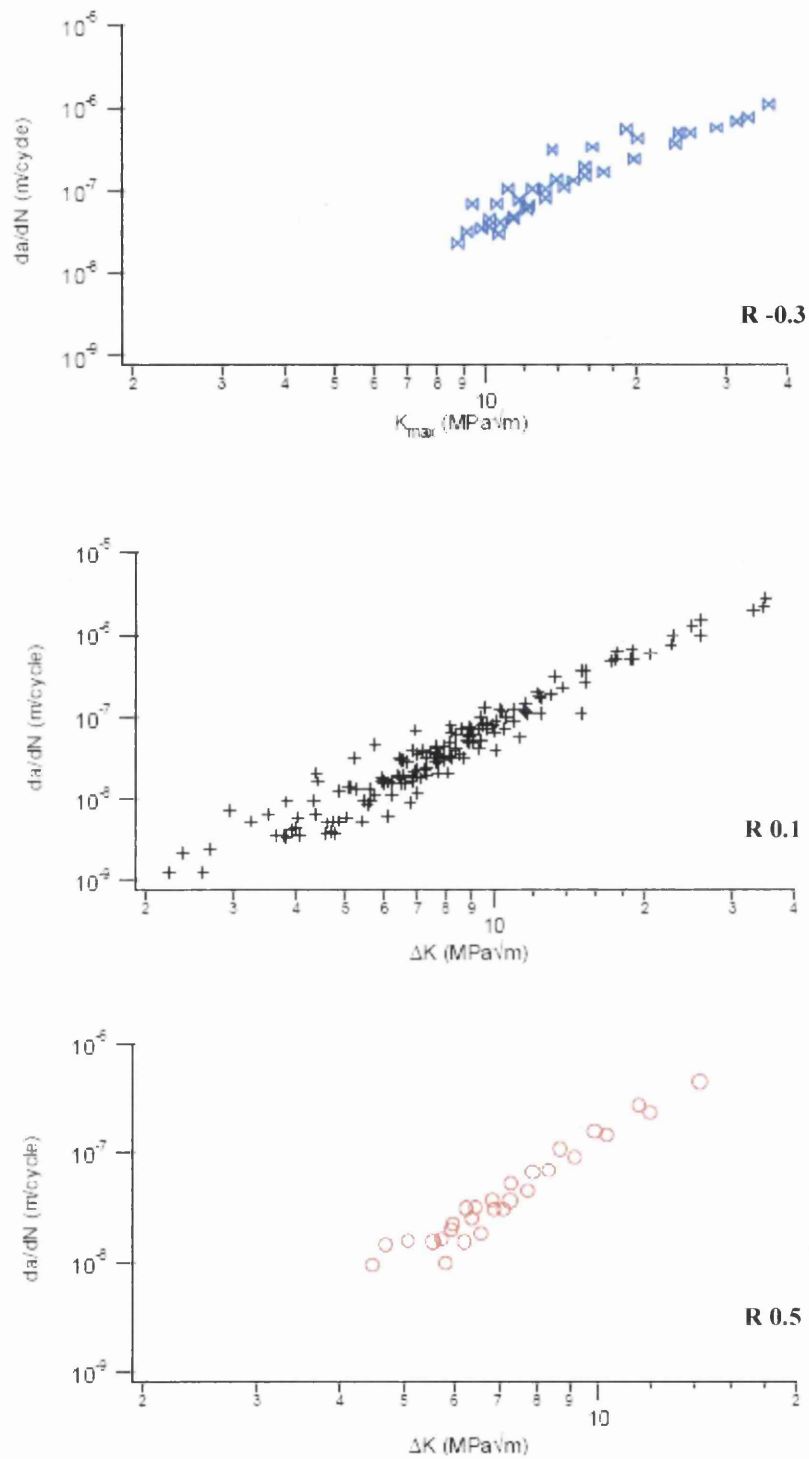 10⁻⁵
10⁻⁶
10⁻⁷
10⁻⁸
10⁻⁹
da/dN (m/cycle)
R -0.3
2 3 4 5 6 7 8 9 10 2 3 4
K_max (MPa√m)
10⁻⁵
10⁻⁶
10⁻⁷
10⁻⁸
10⁻⁹
da/dN (m/cycle)
R 0.1
2 3 4 5 6 7 8 9 10 2 3 4
ΔK (MPa√m)
10⁻⁶
10⁻⁷
10⁻⁸
10⁻⁹
da/dN (m/cycle)
R 0.5
2 4 5 6 7 8 9 10 2
ΔK (MPa√m)